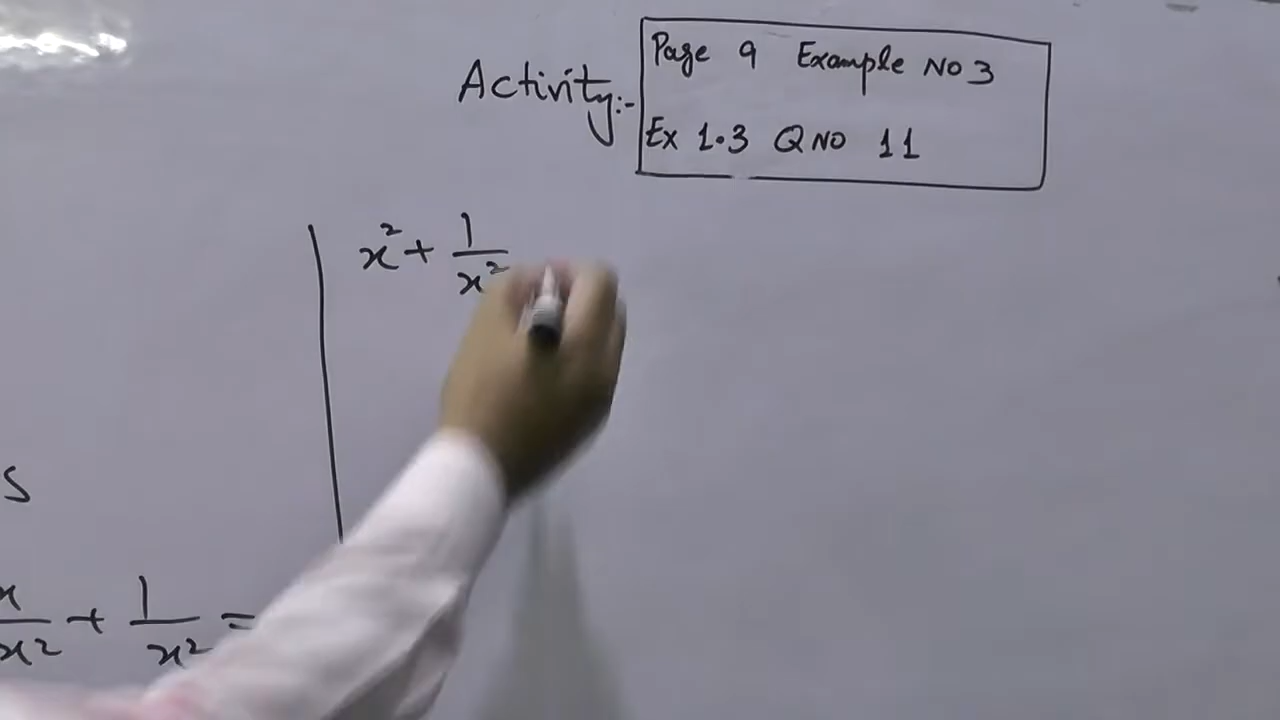 Activity:-
Page 9 Example No 3
Ex 1.3 Q No 11
x² + 1/x²
s
x/x² + 1/x² =